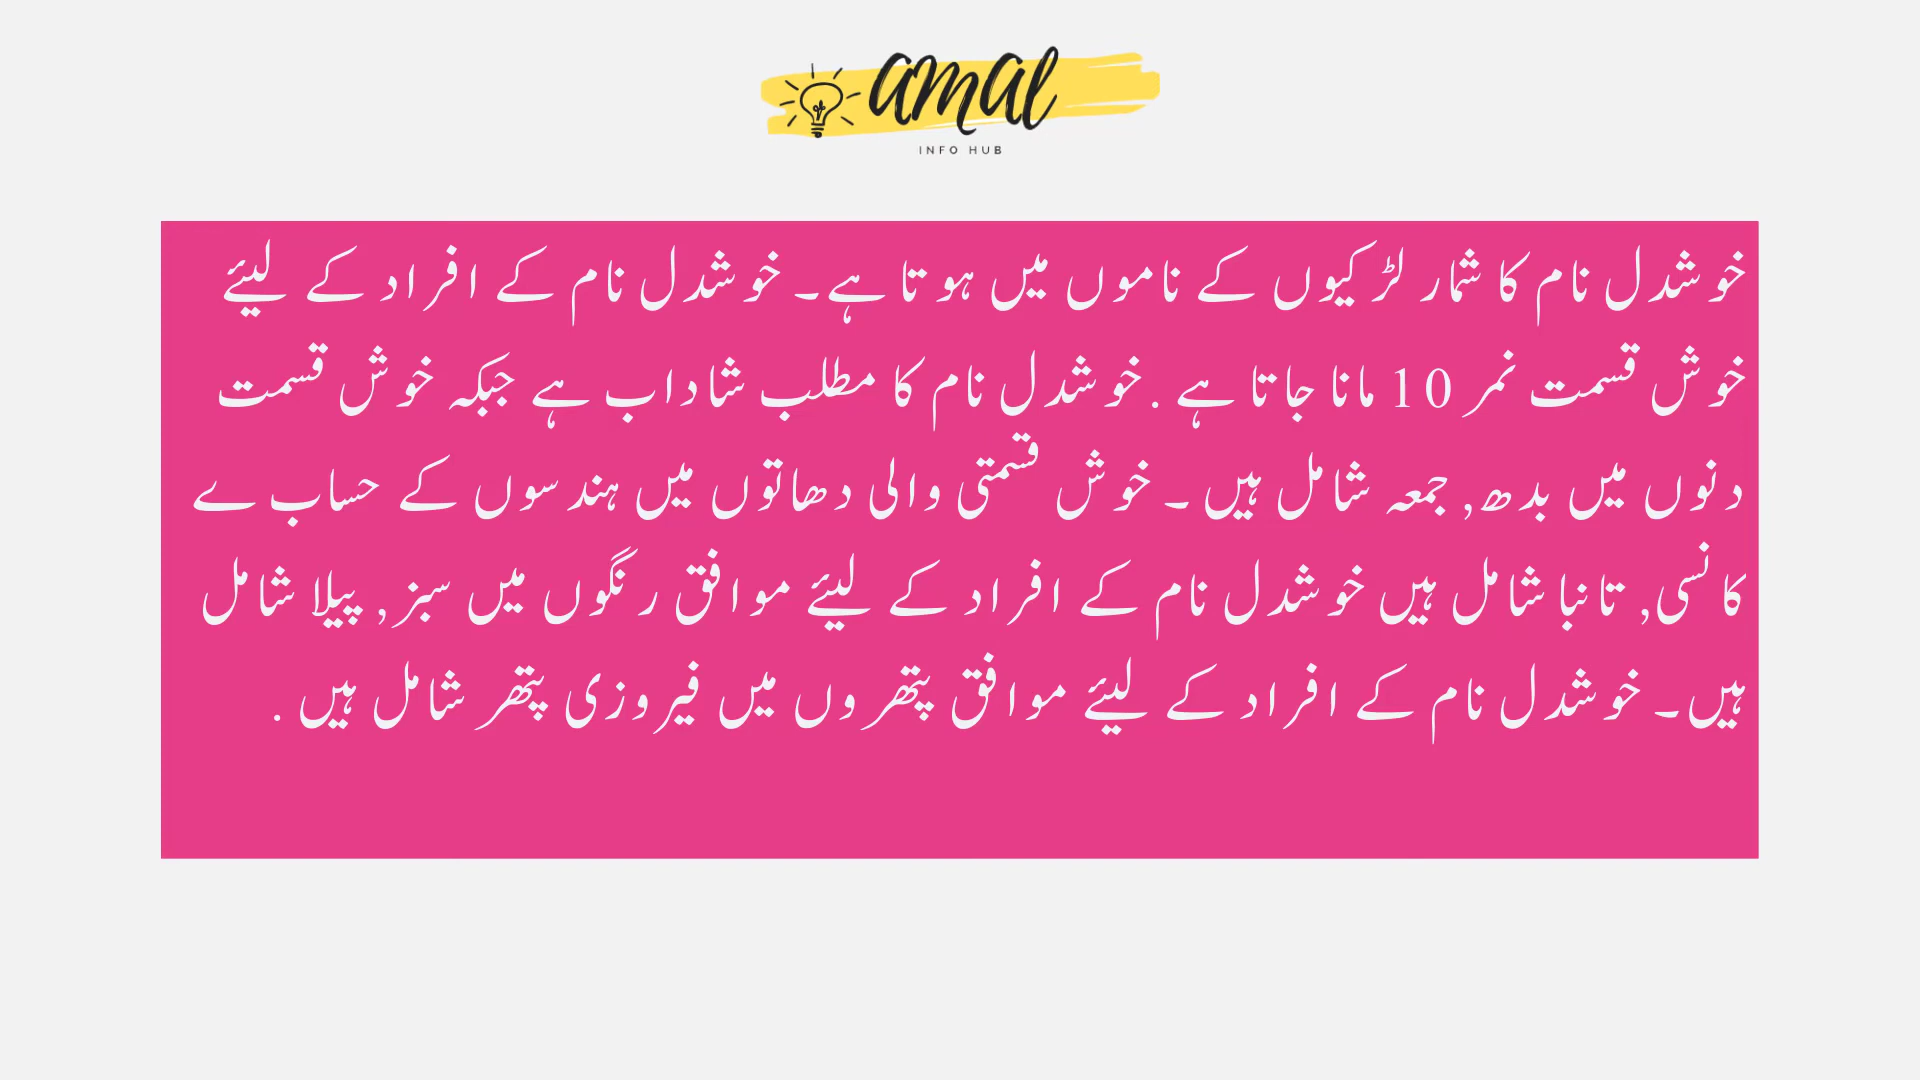 amal
INFO HUB
خوشدل نام کا شمار لڑکیوں کے ناموں میں ہوتا ہے۔ خوشدل نام کے افراد کے لیئے
خوش قسمت نمر 10 مانا جاتا ہے .خوشدل نام کا مطلب شاداب ہے جبکہ خوش قسمت
دنوں میں بدھ, جمعہ شامل ہیں ۔ خوش قسمتی والی دھاتوں میں ہندسوں کے حساب ے
کانسی, تانبا شامل ہیں خوشدل نام کے افراد کے لیئے موافق رنگوں میں سبز, پیلا شامل
ہیں۔ خوشدل نام کے افراد کے لیئے موافق پتھروں میں فیروزی پتھر شامل ہیں .